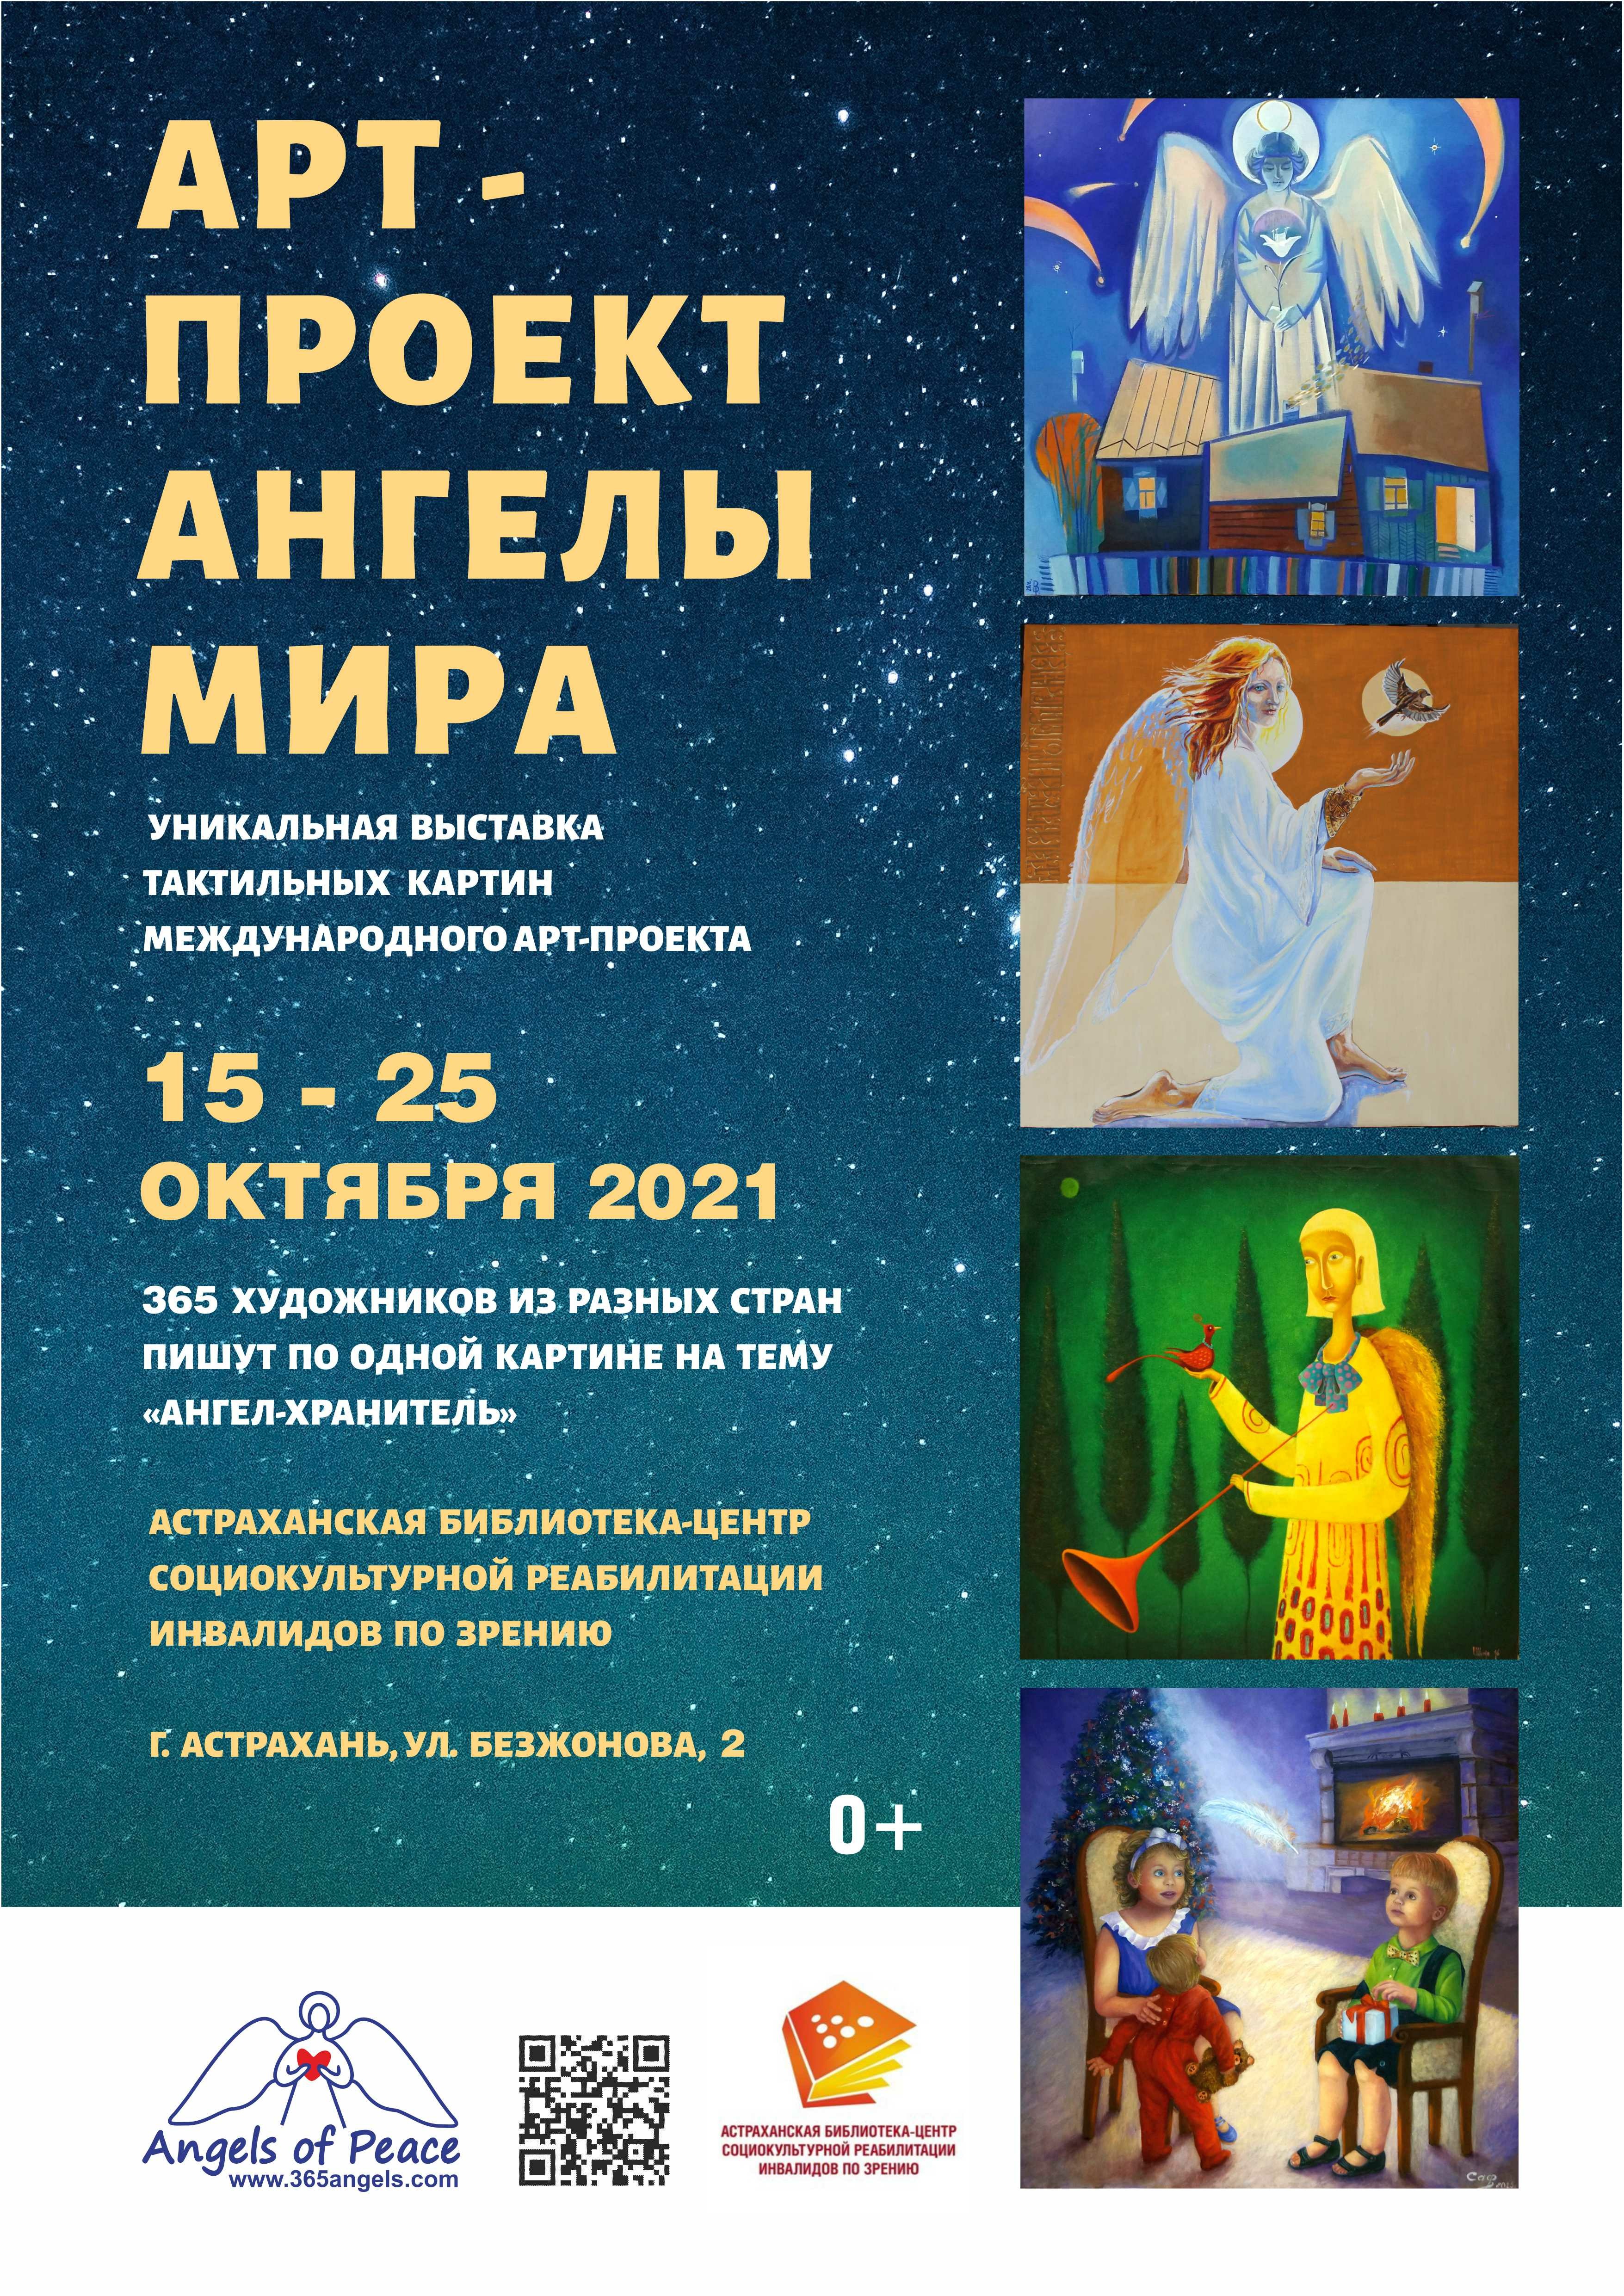 АРТ -
ПРОЕКТ
АНГЕЛЫ
МИРА
УНИКАЛЬНАЯ ВЫСТАВКА
ТАКТИЛЬНЫХ КАРТИН
МЕЖДУНАРОДНОГО АРТ-ПРОЕКТА
15 - 25
ОКТЯБРЯ 2021
365 ХУДОЖНИКОВ ИЗ РАЗНЫХ СТРАН
ПИШУТ ПО ОДНОЙ КАРТИНЕ НА ТЕМУ
«АНГЕЛ-ХРАНИТЕЛЬ»
АСТРАХАНСКАЯ БИБЛИОТЕКА-ЦЕНТР
СОЦИОКУЛЬТУРНОЙ РЕАБИЛИТАЦИИ
ИНВАЛИДОВ ПО ЗРЕНИЮ
Г. АСТРАХАНЬ, УЛ. БЕЗЖОНОВА, 2
0+
Angels of Peace
www.365angels.com
АСТРАХАНСКАЯ БИБЛИОТЕКА-ЦЕНТР
СОЦИОКУЛЬТУРНОЙ РЕАБИЛИТАЦИИ
ИНВАЛИДОВ ПО ЗРЕНИЮ